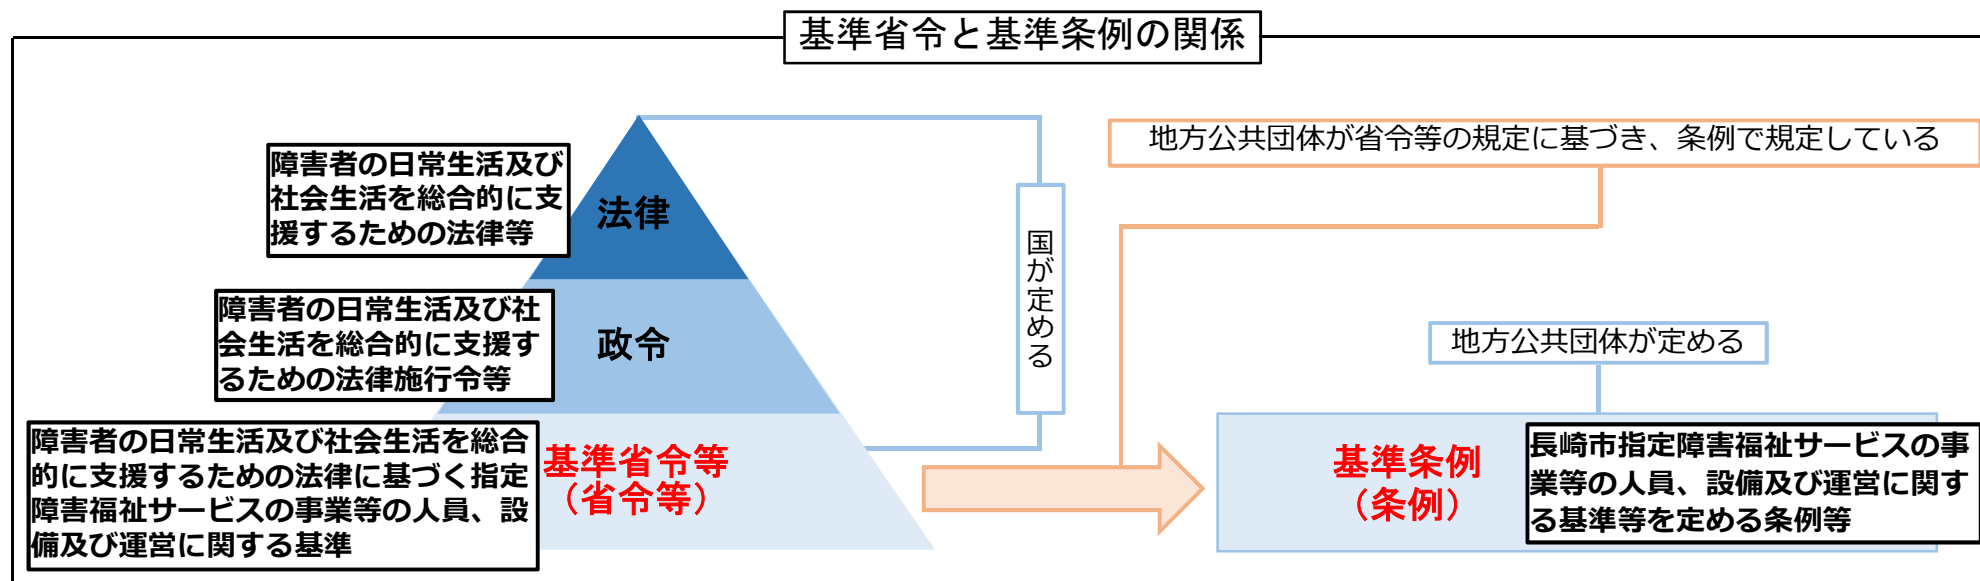 基準省令と基準条例の関係
障害者の日常生活及び
社会生活を総合的に支
援するための法律等
法律
障害者の日常生活及び社
会生活を総合的に支援す
るための法律施行令等
政令
障害者の日常生活及び社会生活を総合
的に支援するための法律に基づく指定
障害福祉サービスの事業等の人員、設
備及び運営に関する基準
基準省令等
（省令等）
国が定める
地方公共団体が省令等の規定に基づき、条例で規定している
地方公共団体が定める
基準条例
（条例）
長崎市指定障害福祉サービスの事
業等の人員、設備及び運営に関す
る基準等を定める条例等